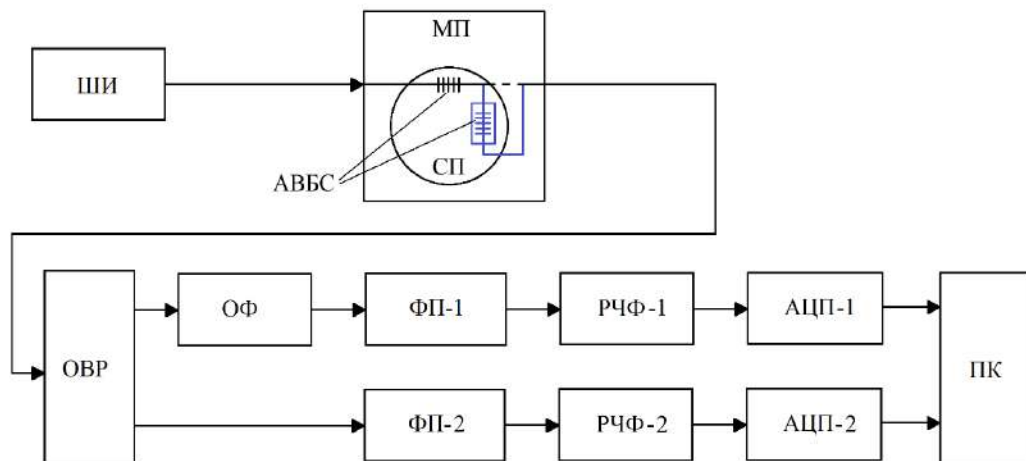 МП
ШИ
СП
АВБС
ОФ
ФП-1
РЧФ-1
АЦП-1
ОВР
ПК
ФП-2
РЧФ-2
АЦП-2